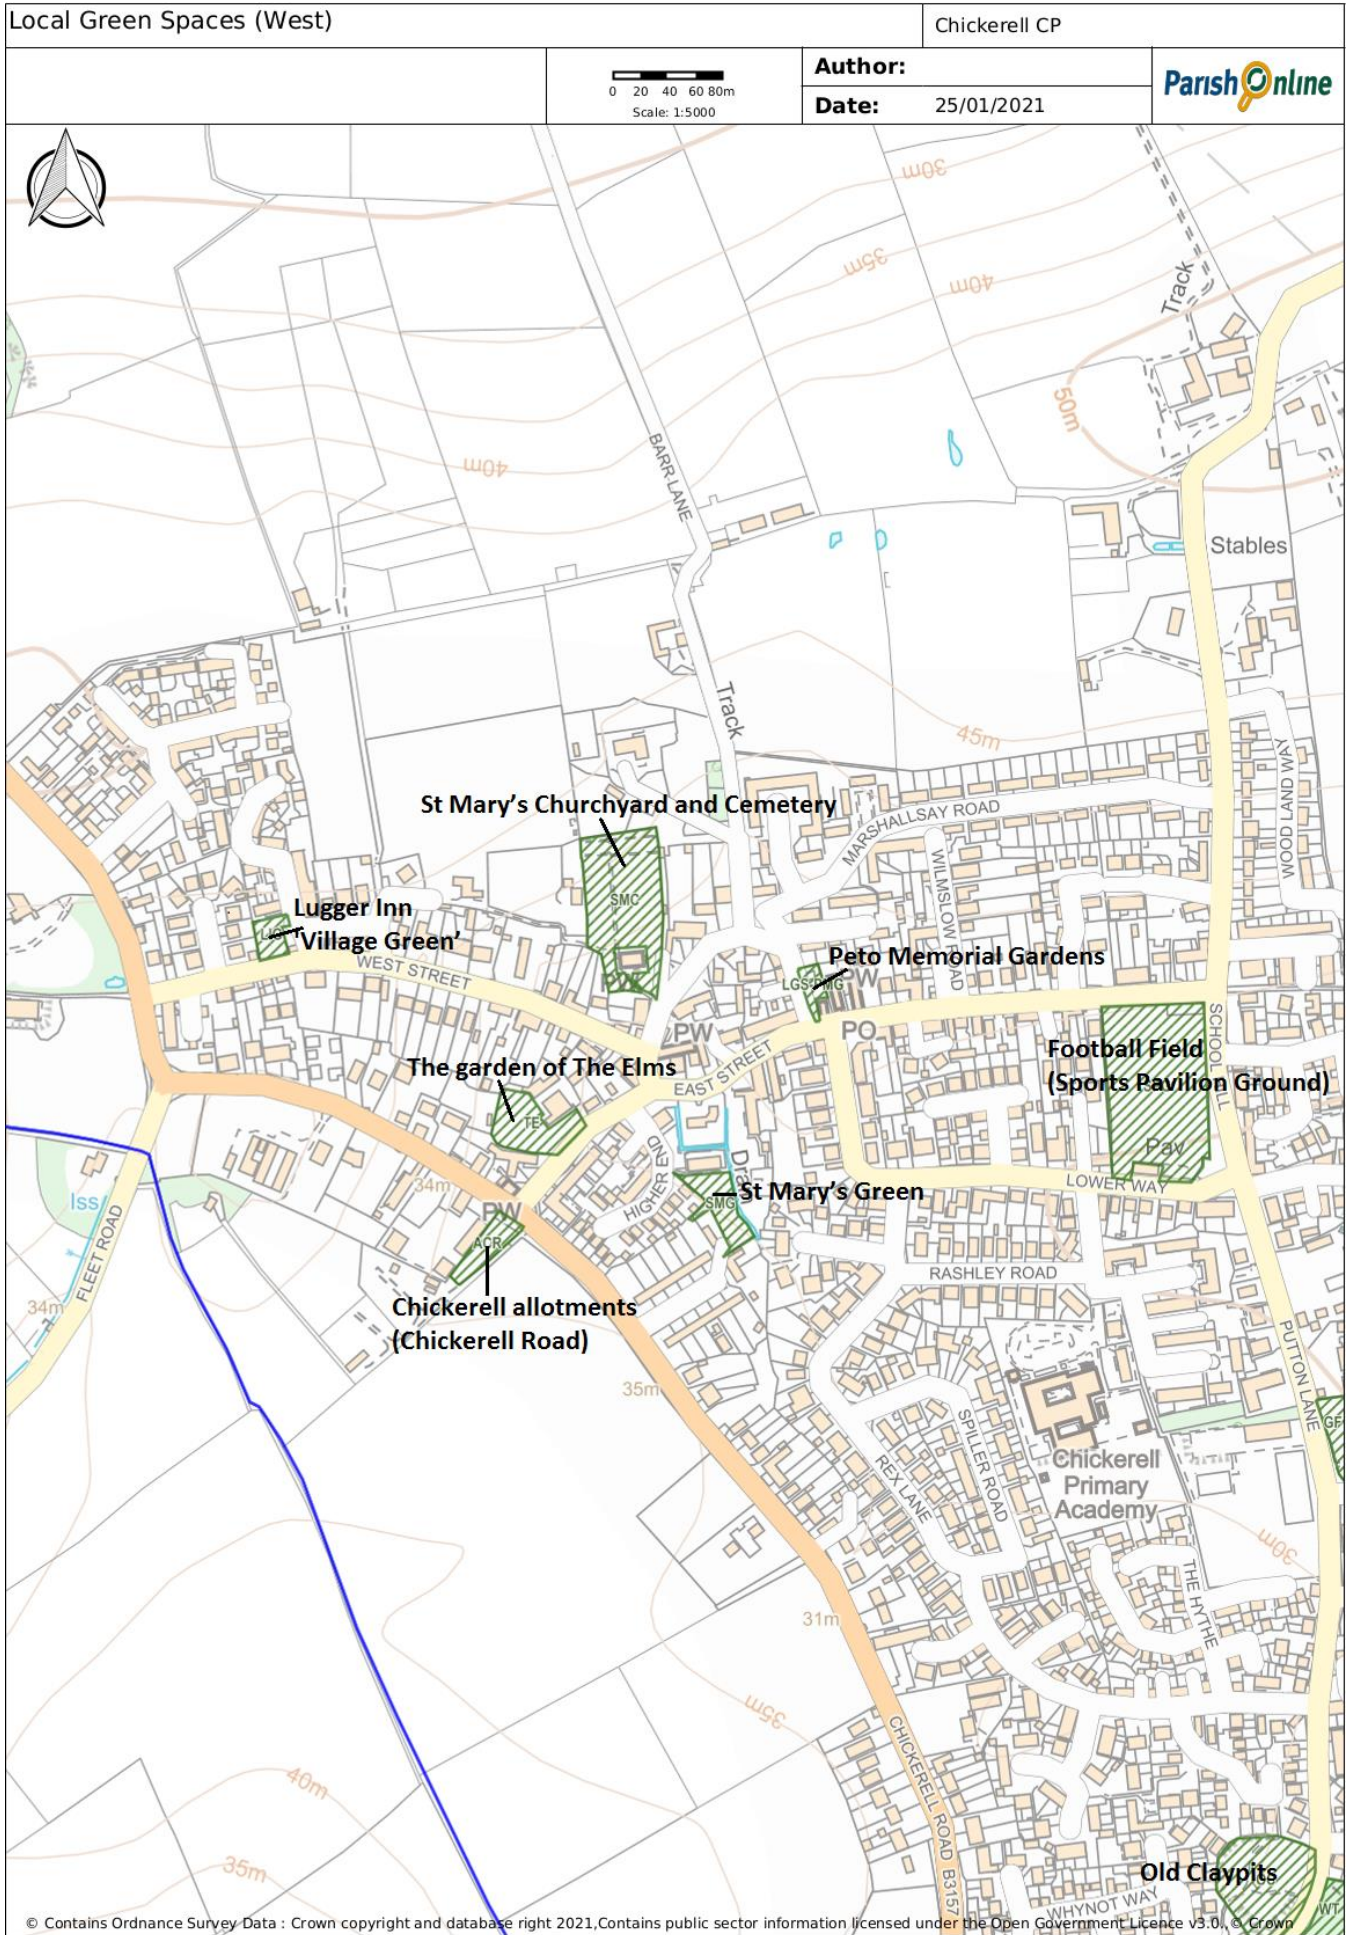 Local Green Spaces (West)
Chickerell CP
0 20 40 60 80m
Scale: 1:5000
Author:
Date: 25/01/2021
Parish Online
30m
35m
40m
Track
50m
40m
BARR LANE
Stables
Track
45m
WOOD LAND WAY
St Mary's Churchyard and Cemetery
MARSHALLSAY ROAD
WILMSLOW ROAD
SMC
Lugger Inn
'Village Green'
WEST STREET
Peto Memorial Gardens
LGS-PMG
PW
PW
PO
PW
SCHOOL HILL
Football Field
(Sports Pavilion Ground)
The garden of The Elms
EAST STREET
TE
HIGHER END
Drain
Pav
LOWER WAY
34m
St Mary's Green
SMG
Iss
FLEET ROAD
PW
ACR
RASHLEY ROAD
34m
Chickerell allotments
(Chickerell Road)
PUTTON LANE
35m
GF
SPILLER ROAD
REX LANE
Chickerell
Primary
Academy
30m
THE HYTHE
31m
35m
CHICKERELL ROAD B3157
40m
35m
Old Claypits
WHYNOT WAY
WT
© Contains Ordnance Survey Data : Crown copyright and database right 2021,Contains public sector information licensed under the Open Government Licence v3.0.,© Crown